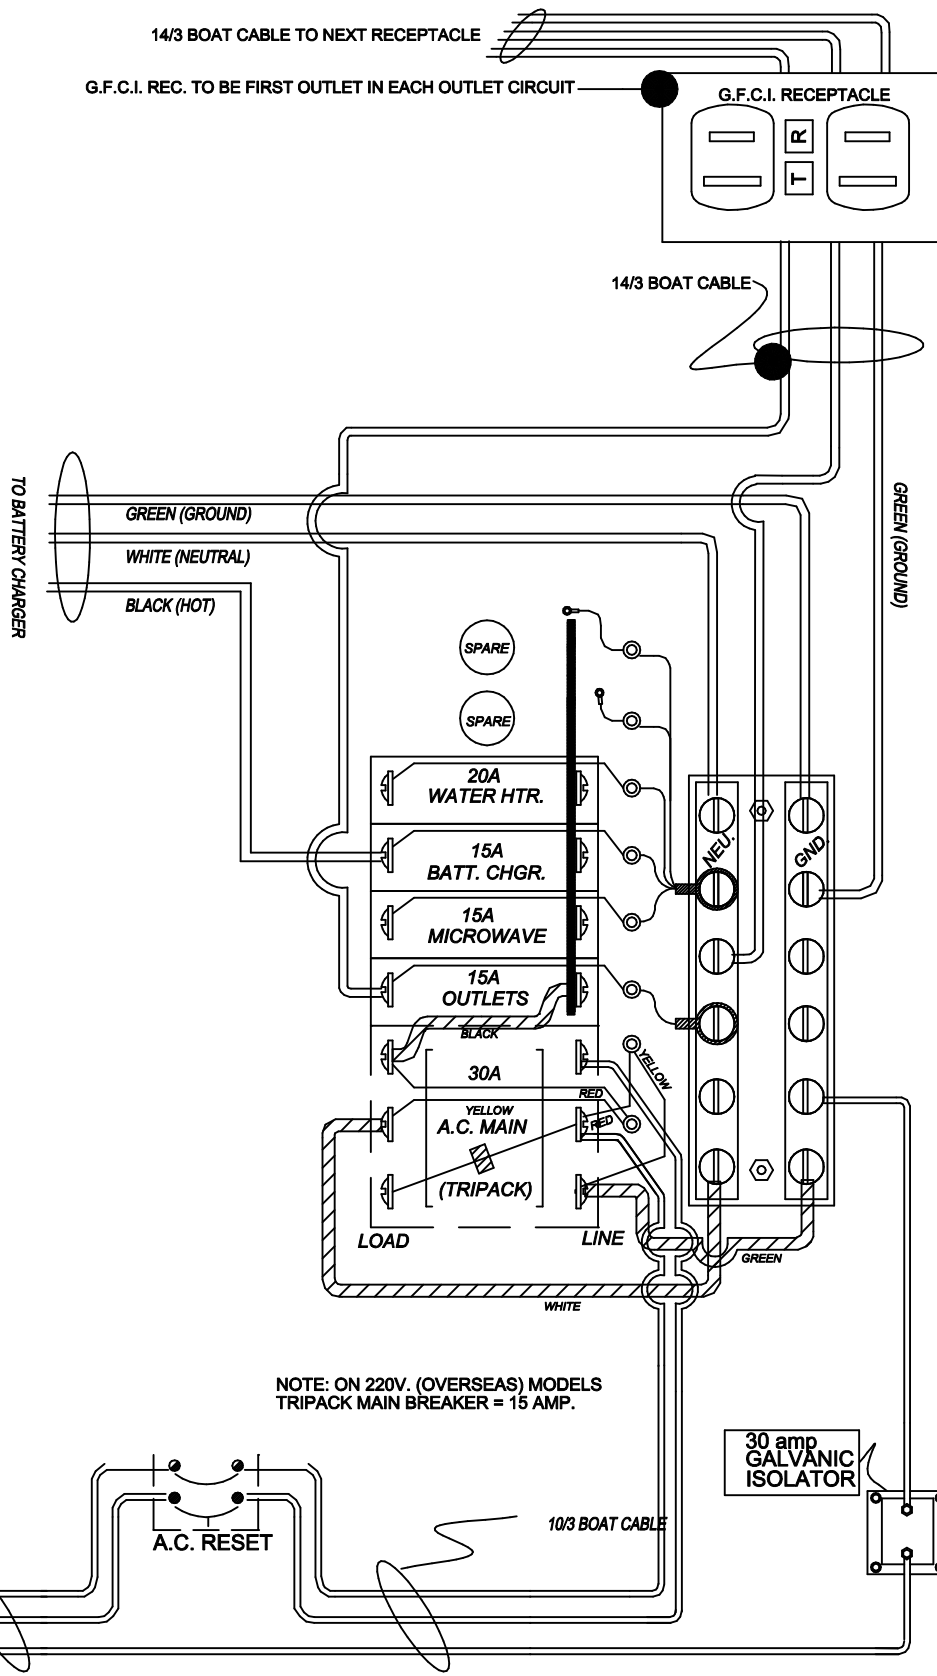 14/3 BOAT CABLE TO NEXT RECEPTACLE
G.F.C.I. REC. TO BE FIRST OUTLET IN EACH OUTLET CIRCUIT
G.F.C.I. RECEPTACLE
R
T
14/3 BOAT CABLE
TO BATTERY CHARGER
GREEN (GROUND)
WHITE (NEUTRAL)
BLACK (HOT)
GREEN (GROUND)
SPARE
SPARE
20A
WATER HTR.
15A
BATT. CHGR.
15A
MICROWAVE
15A
OUTLETS
NEU.
GND.
BLACK
30A
YELLOW
RED
YELLOW
A.C. MAIN
RED
(TRIPACK)
LOAD
LINE
GREEN
WHITE
NOTE: ON 220V. (OVERSEAS) MODELS
TRIPACK MAIN BREAKER = 15 AMP.
30 amp
GALVANIC
ISOLATOR
A.C. RESET
10/3 BOAT CABLE